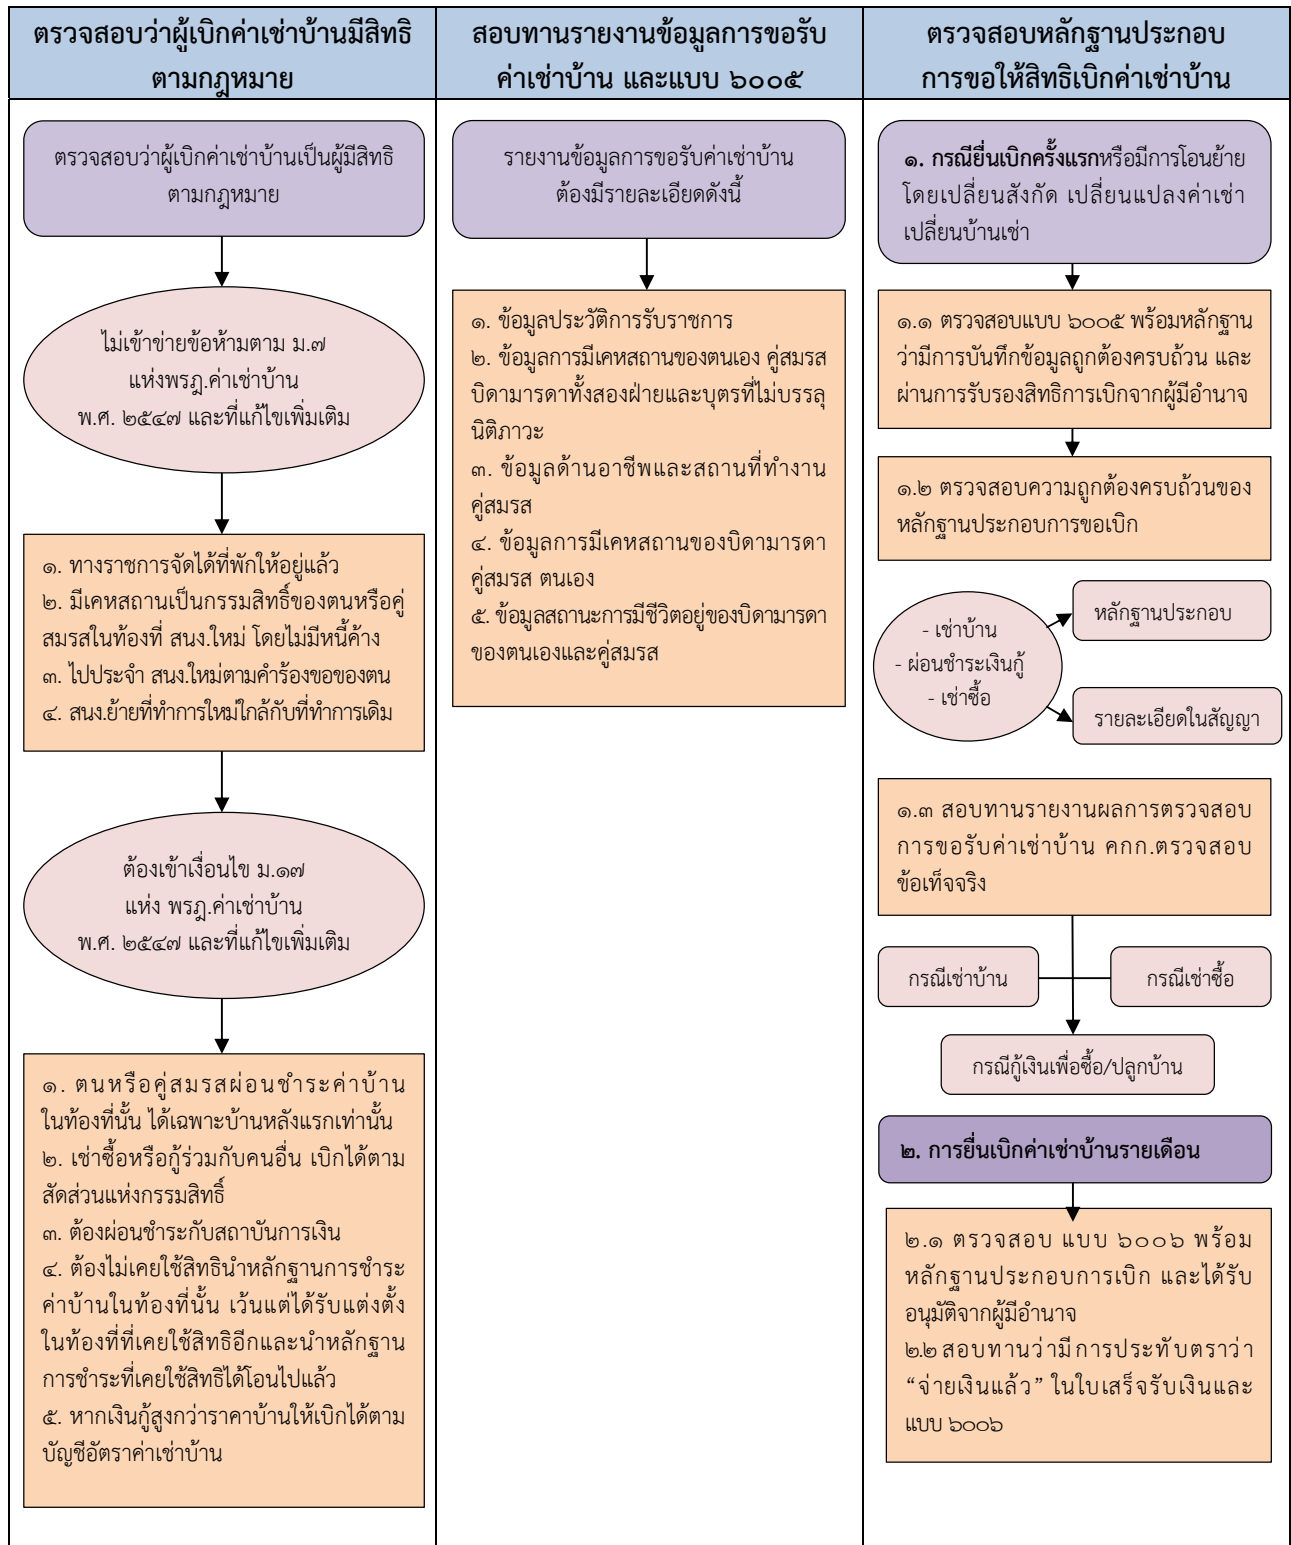 ตรวจสอบว่าผู้เบิกค่าเช่าบ้านมีสิทธิ
ตามกฎหมาย
ตรวจสอบว่าผู้เบิกค่าเช่าบ้านเป็นผู้มีสิทธิ
ตามกฎหมาย
ไม่เข้าข่ายข้อห้ามตาม ม.๗
แห่งพรฎ.ค่าเช่าบ้าน
พ.ศ. ๒๕๔๗ และที่แก้ไขเพิ่มเติม
๑. ทางราชการจัดได้ที่พักให้อยู่แล้ว
๒. มีเคหสถานเป็นกรรมสิทธิ์ของตนหรือคู่
สมรสในท้องที่ สนง.ใหม่ โดยไม่มีหนี้ค้าง
๓. ไปประจำ สนง.ใหม่ตามคำร้องขอของตน
๔. สนง.ย้ายที่ทำการใหม่ใกล้กับที่ทำการเดิม
ต้องเข้าเงื่อนไข ม.๑๗
แห่ง พรฎ.ค่าเช่าบ้าน
พ.ศ. ๒๕๔๗ และที่แก้ไขเพิ่มเติม
๑. ตนหรือคู่สมรสผ่อนชำระค่าบ้าน
ในท้องที่นั้น ได้เฉพาะบ้านหลังแรกเท่านั้น
๒. เช่าซื้อหรือกู้ร่วมกับคนอื่น เบิกได้ตาม
สัดส่วนแห่งกรรมสิทธิ์
๓. ต้องผ่อนชำระกับสถาบันการเงิน
๔. ต้องไม่เคยใช้สิทธินำหลักฐานการชำระ
ค่าบ้านในท้องที่นั้น เว้นแต่ได้รับแต่งตั้ง
ในท้องที่ที่เคยใช้สิทธิอีกและนำหลักฐาน
การชำระที่เคยใช้สิทธิได้โอนไปแล้ว
๕. หากเงินกู้สูงกว่าราคาบ้านให้เบิกได้ตาม
บัญชีอัตราค่าเช่าบ้าน
สอบทานรายงานข้อมูลการขอรับ
ค่าเช่าบ้าน และแบบ ๖๐๐๕
รายงานข้อมูลการขอรับค่าเช่าบ้าน
ต้องมีรายละเอียดดังนี้
๑. ข้อมูลประวัติการรับราชการ
๒. ข้อมูลการมีเคหสถานของตนเอง คู่สมรส
บิดามารดาทั้งสองฝ่ายและบุตรที่ไม่บรรลุ
นิติภาวะ
๓. ข้อมูลด้านอาชีพและสถานที่ทำงาน
คู่สมรส
๔. ข้อมูลการมีเคหสถานของบิดามารดา
คู่สมรส ตนเอง
๕. ข้อมูลสถานะการมีชีวิตอยู่ของบิดามารดา
ของตนเองและคู่สมรส
ตรวจสอบหลักฐานประกอบ
การขอให้สิทธิเบิกค่าเช่าบ้าน
๑. กรณียื่นเบิกครั้งแรกหรือมีการโอนย้าย
โดยเปลี่ยนสังกัด เปลี่ยนแปลงค่าเช่า
เปลี่ยนบ้านเช่า
๑.๑ ตรวจสอบแบบ ๖๐๐๕ พร้อมหลักฐาน
ว่ามีการบันทึกข้อมูลถูกต้องครบถ้วน และ
ผ่านการรับรองสิทธิการเบิกจากผู้มีอำนาจ
๑.๒ ตรวจสอบความถูกต้องครบถ้วนของ
หลักฐานประกอบการขอเบิก
- เช่าบ้าน
- ผ่อนชำระเงินกู้
- เช่าซื้อ
หลักฐานประกอบ
รายละเอียดในสัญญา
๑.๓ สอบทานรายงานผลการตรวจสอบ
การขอรับค่าเช่าบ้าน คกก.ตรวจสอบ
ข้อเท็จจริง
กรณีเช่าบ้าน
กรณีเช่าซื้อ
กรณีกู้เงินเพื่อซื้อ/ปลูกบ้าน
๒. การยื่นเบิกค่าเช่าบ้านรายเดือน
๒.๑ ตรวจสอบ แบบ ๖๐๐๖ พร้อม
หลักฐานประกอบการเบิก และได้รับ
อนุมัติจากผู้มีอำนาจ
๒.๒ สอบทานว่ามีการประทับตราว่า
“จ่ายเงินแล้ว” ในใบเสร็จรับเงินและ
แบบ ๖๐๐๖